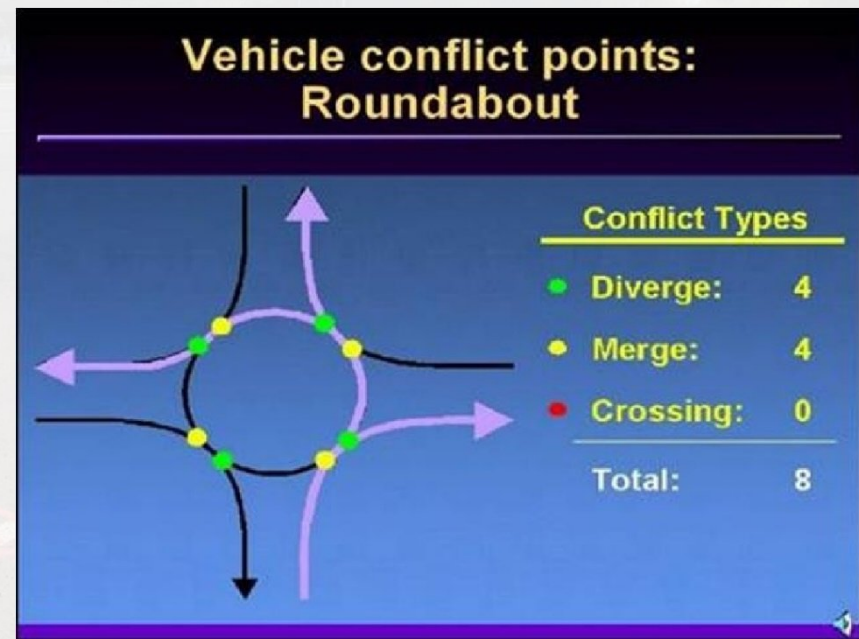 Vehicle conflict points:
Roundabout
Conflict Types
Diverge: 4
Merge: 4
Crossing: 0
Total: 8